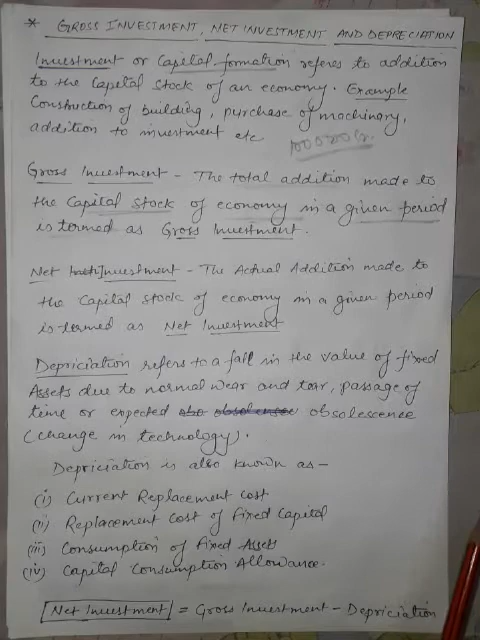 * GROSS INVESTMENT, NET INVESTMENT AND DEPRECIATION
Investment or Capital formation referes to addition
to the Capital Stock of an economy. Example
Construction of building, purchase of machinary,
addition to investment etc
Gross Investment - The total addition made to
the Capital Stock of economy in a given period
is termed as Gross Investment.
Net Investment - The Actual Addition made to
the Capital Stock of economy in a given period
is termed as Net Investment
Depriciation refers to a fall in the value of fixed
Assets due to normal wear and tear, passage of
time or expected obsolescence
(change in technology).
Depriciation is also known as -
(i) Current Replacement Cost
(ii) Replacement Cost of Fixed Capital
(iii) Consumption of Fixed Assets
(iv) Capital Consumption Allowance.
Net Investment = Gross Investment - Depriciation